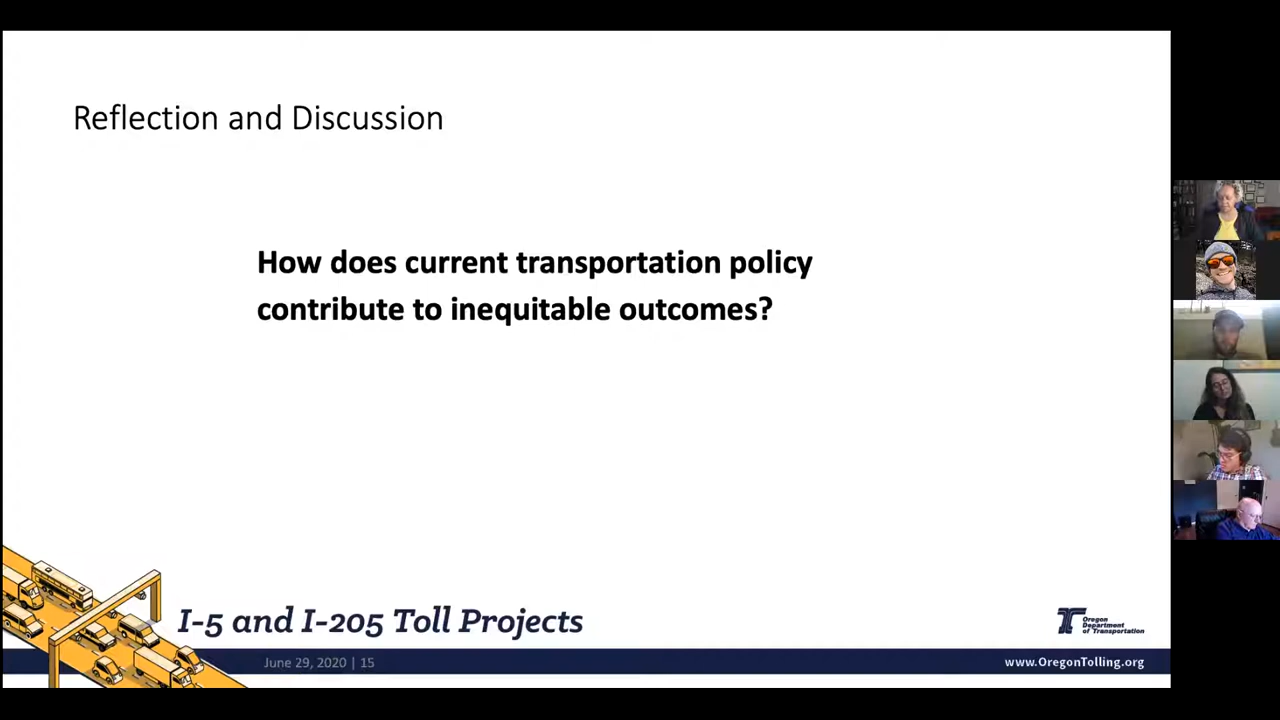 Reflection and Discussion
How does current transportation policy
contribute to inequitable outcomes?
I-5 and I-205 Toll Projects
Oregon
Department
of Transportation
June 29, 2020 | 15
www.OregonTolling.org